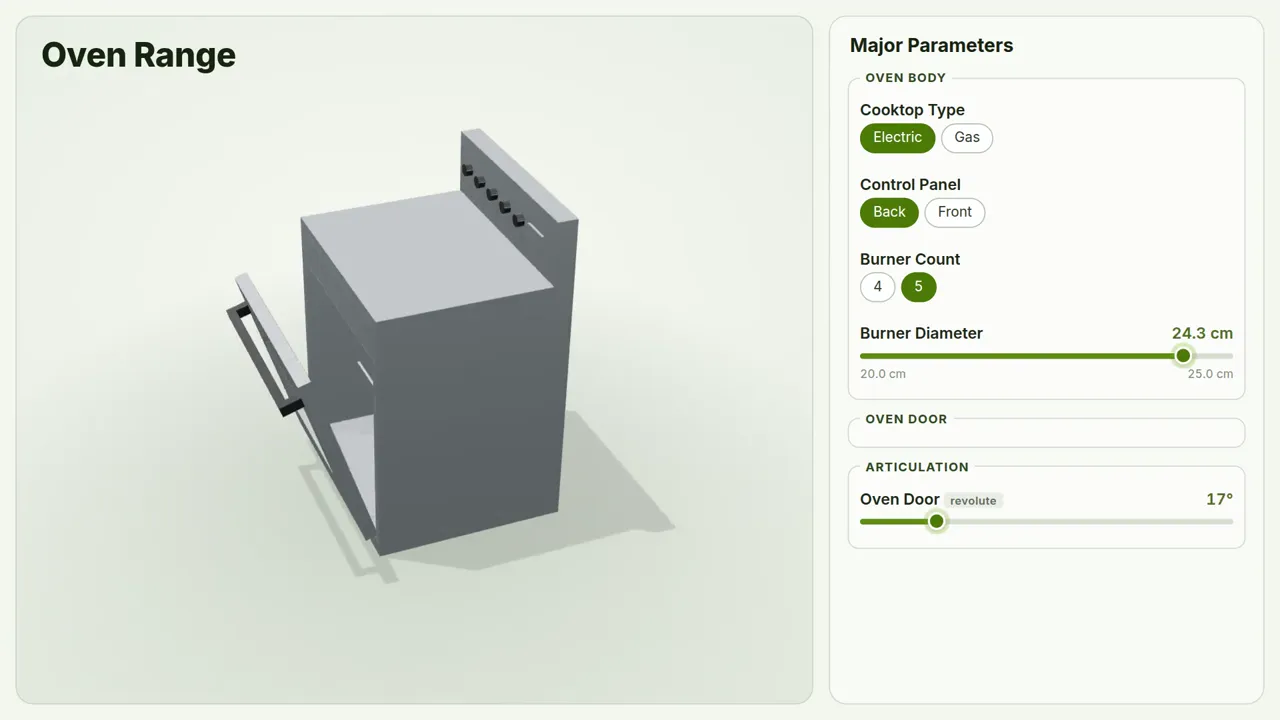 Oven Range
Major Parameters
OVEN BODY
Cooktop Type
Electric Gas
Control Panel
Back Front
Burner Count
4 5
Burner Diameter 24.3 cm
20.0 cm 25.0 cm
OVEN DOOR
ARTICULATION
Oven Door revolute 17°